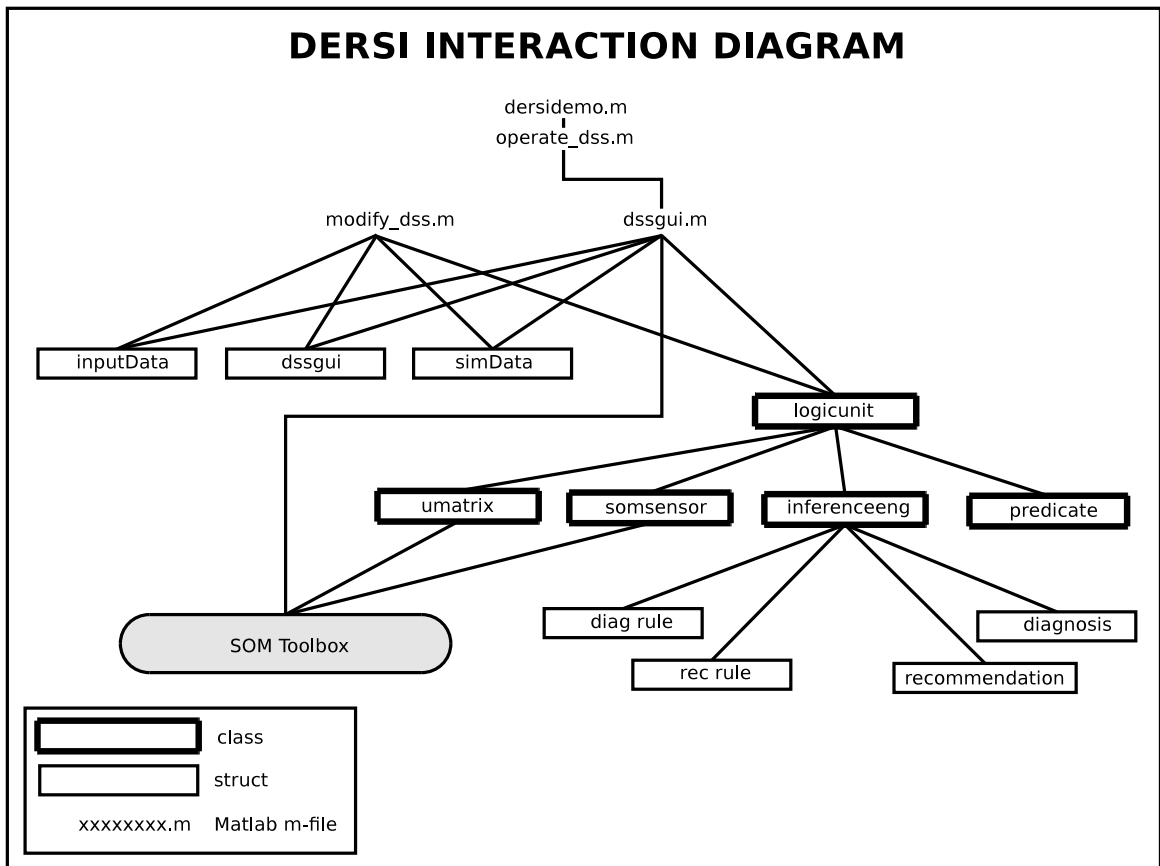 DERSI INTERACTION DIAGRAM
dersidemo.m
operate_dss.m
modify_dss.m
dssgui.m
inputData
dssgui
simData
logicunit
umatrix
somsensor
inferenceeng
predicate
diag rule
diagnosis
SOM Toolbox
rec rule
recommendation
class
struct
xxxxxxxx.m Matlab m-file